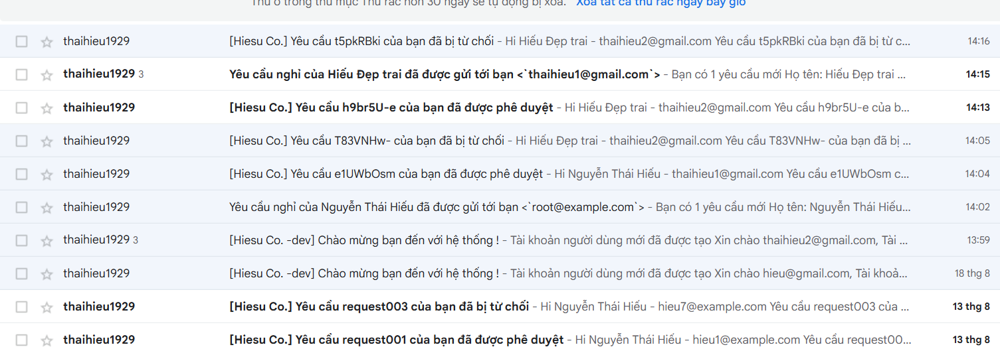 Thư ở trong thư mục Thùng rác hơn 30 ngày sẽ tự động bị xóa. Xóa tất cả thư rác ngay bây giờ
thaihieu1929 [Hiesu Co.] Yêu cầu t5pkRBki của bạn đã bị từ chối - Hi Hiếu Đẹp trai - thaihieu2@gmail.com Yêu cầu t5pkRBki của bạn đã bị từ c... 14:16
thaihieu1929 3 Yêu cầu nghỉ của Hiếu Đẹp trai đã được gửi tới bạn <`thaihieu1@gmail.com`> - Bạn có 1 yêu cầu mới Họ tên: Hiếu Đẹp trai ... 14:15
thaihieu1929 [Hiesu Co.] Yêu cầu h9br5U-e của bạn đã được phê duyệt - Hi Hiếu Đẹp trai - thaihieu2@gmail.com Yêu cầu h9br5U-e của b... 14:13
thaihieu1929 [Hiesu Co.] Yêu cầu T83VNHw- của bạn đã bị từ chối - Hi Hiếu Đẹp trai - thaihieu2@gmail.com Yêu cầu T83VNHw- của bạn đã bị ... 14:05
thaihieu1929 [Hiesu Co.] Yêu cầu e1UWbOsm của bạn đã được phê duyệt - Hi Nguyễn Thái Hiếu - thaihieu1@gmail.com Yêu cầu e1UWbOsm c... 14:04
thaihieu1929 Yêu cầu nghỉ của Nguyễn Thái Hiếu đã được gửi tới bạn <`root@example.com`> - Bạn có 1 yêu cầu mới Họ tên: Nguyễn Thái Hiếu... 14:02
thaihieu1929 3 [Hiesu Co. -dev] Chào mừng bạn đến với hệ thống ! - Tài khoản người dùng mới đã được tạo Xin chào thaihieu2@gmail.com, Tài ... 13:59
thaihieu1929 [Hiesu Co. -dev] Chào mừng bạn đến với hệ thống ! - Tài khoản người dùng mới đã được tạo Xin chào hieu@gmail.com, Tài khoả... 18 thg 8
thaihieu1929 [Hiesu Co.] Yêu cầu request003 của bạn đã bị từ chối - Hi Nguyễn Thái Hiếu - hieu7@example.com Yêu cầu request003 của ... 13 thg 8
thaihieu1929 [Hiesu Co.] Yêu cầu request001 của bạn đã được phê duyệt - Hi Nguyễn Thái Hiếu - hieu1@example.com Yêu cầu request00... 13 thg 8